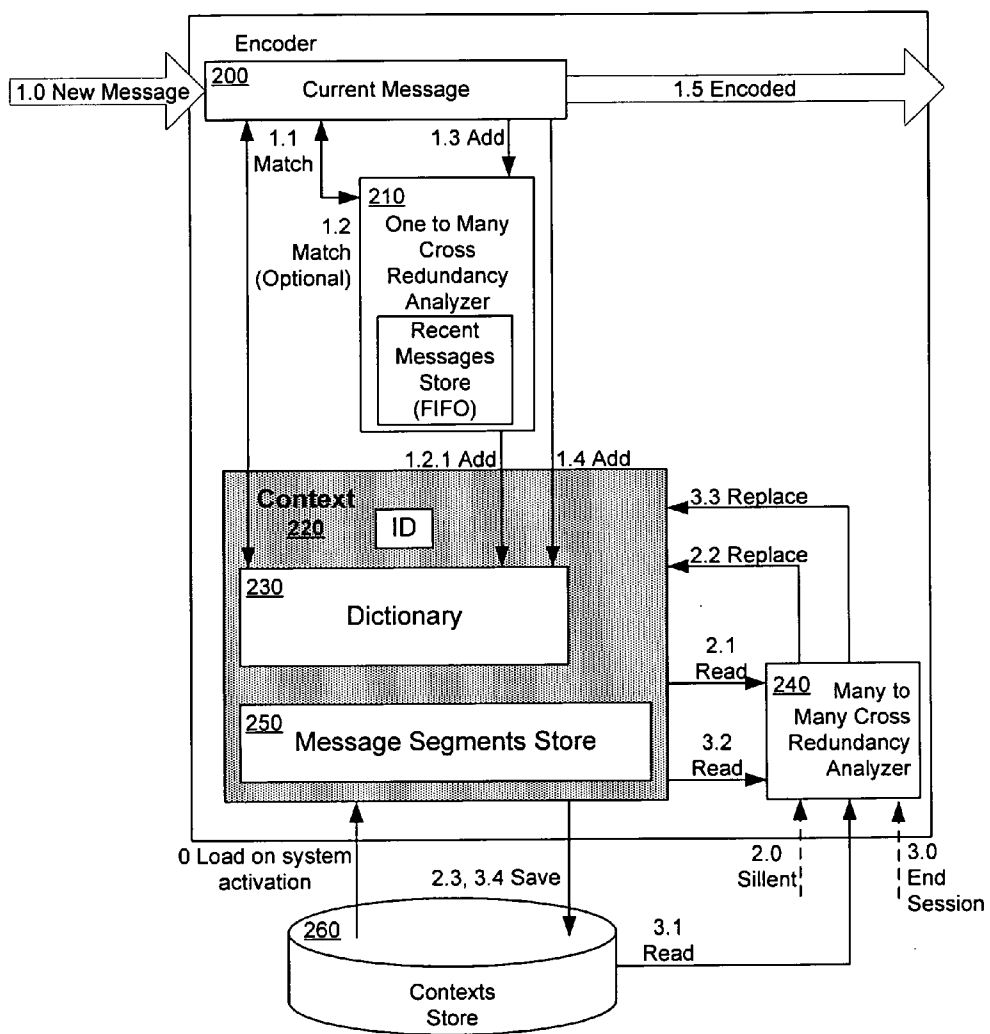 Encoder
200
Current Message
1.0 New Message
1.5 Encoded
1.1
Match
1.3 Add
210
One to Many
Cross
Redundancy
Analyzer
1.2
Match
(Optional)
Recent
Messages
Store
(FIFO)
1.2.1 Add
1.4 Add
Context
220
ID
3.3 Replace
2.2 Replace
230
Dictionary
2.1
Read
240
Many to
Many Cross
Redundancy
Analyzer
250
Message Segments Store
3.2
Read
0 Load on system
activation
2.3, 3.4 Save
2.0
Sillent
3.0
End
Session
260
Contexts
Store
3.1
Read